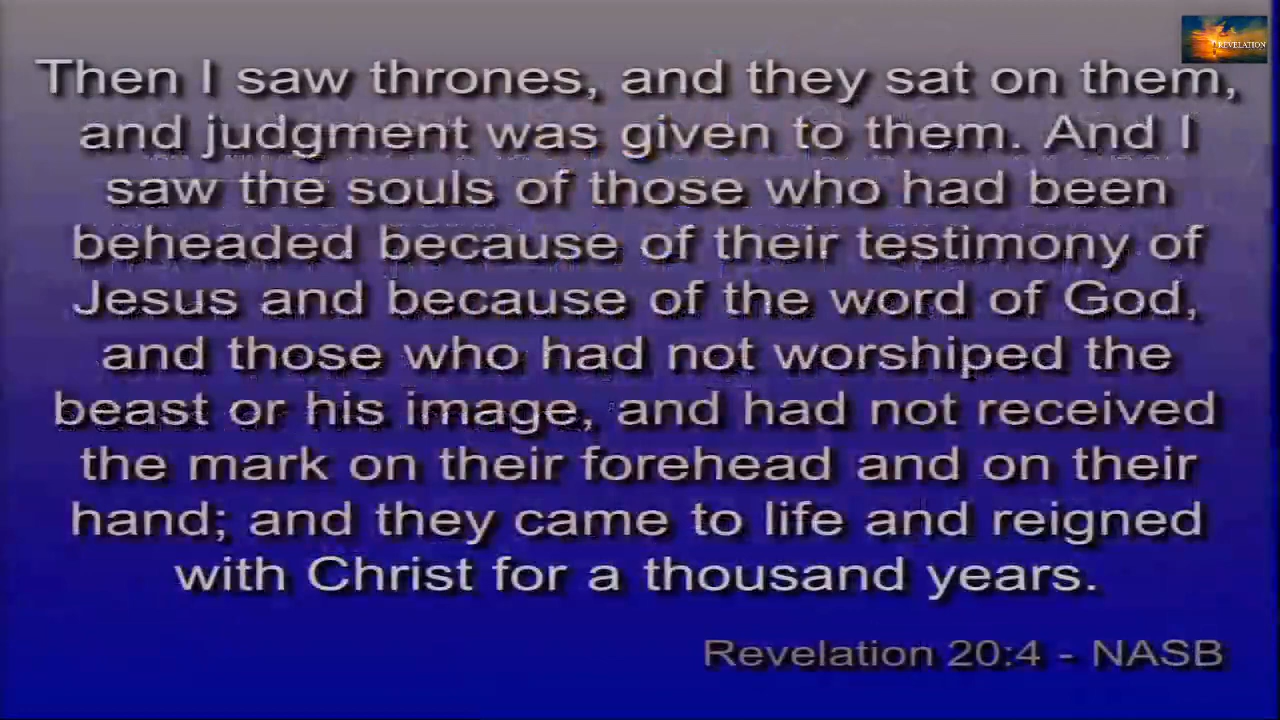 REVELATION
Then I saw thrones, and they sat on them,
and judgment was given to them. And I
saw the souls of those who had been
beheaded because of their testimony of
Jesus and because of the word of God,
and those who had not worshiped the
beast or his image, and had not received
the mark on their forehead and on their
hand; and they came to life and reigned
with Christ for a thousand years.
Revelation 20:4 - NASB